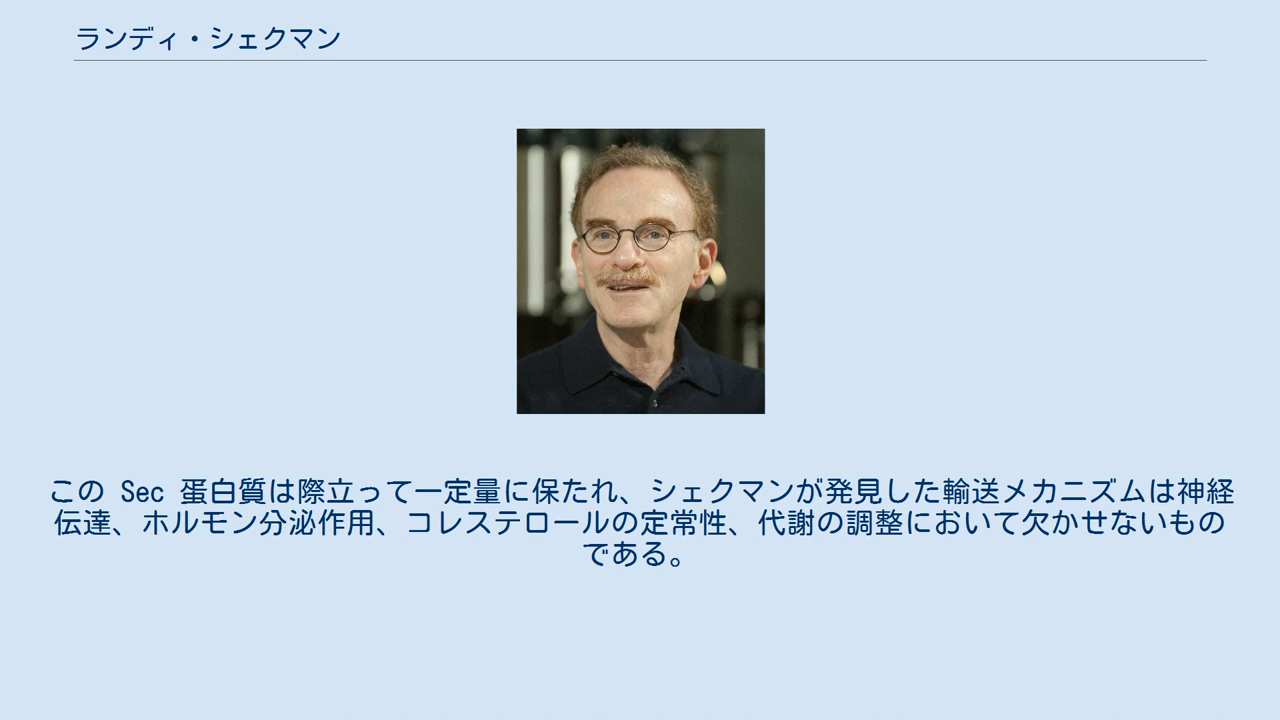 ランディ・シェクマン
この Sec 蛋白質は際立って一定量に保たれ、シェクマンが発見した輸送メカニズムは神経
伝達、ホルモン分泌作用、コレステロールの定常性、代謝の調整において欠かせないもの
である。